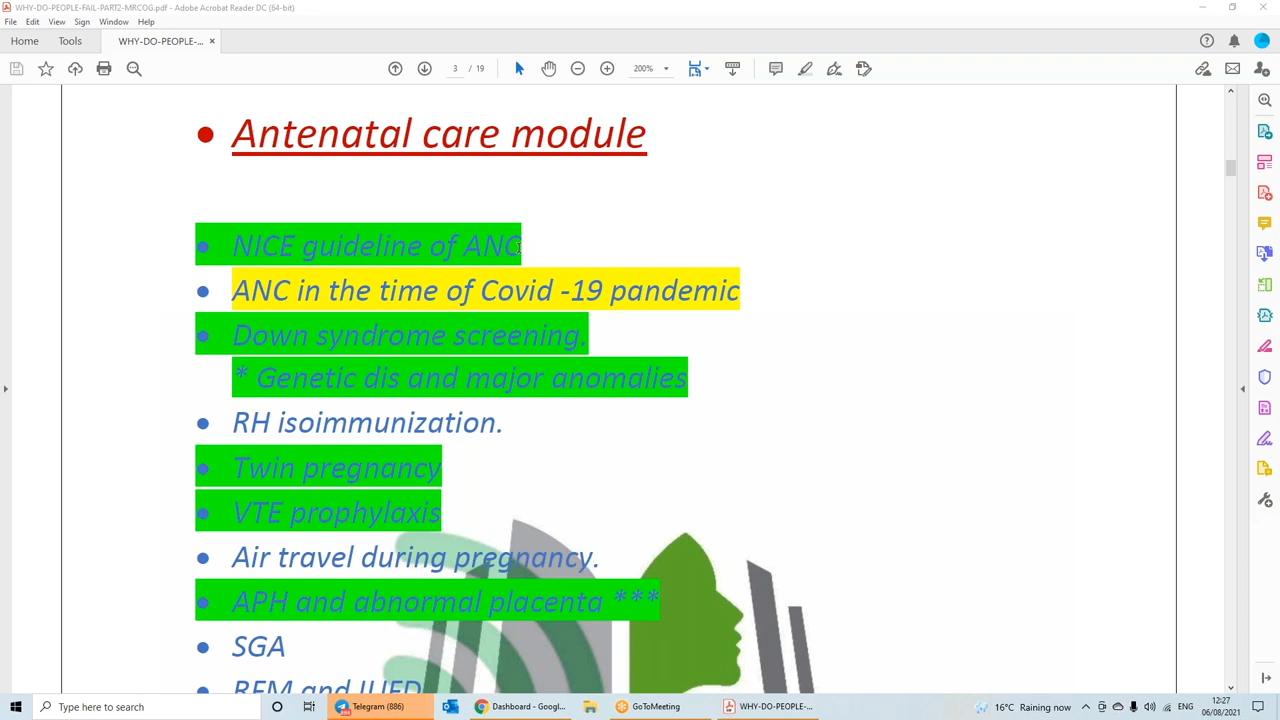 WHY-DO-PEOPLE-FAIL-PART2-MRCOG.pdf - Adobe Acrobat Reader DC (64-bit)
File Edit View Sign Window Help
Home Tools WHY-DO-PEOPLE-... ×
3 / 19 200%
• Antenatal care module
• NICE guideline of ANC
• ANC in the time of Covid -19 pandemic
• Down syndrome screening.
* Genetic dis and major anomalies
• RH isoimmunization.
• Twin pregnancy
• VTE prophylaxis
• Air travel during pregnancy.
• APH and abnormal placenta ***
• SGA
RFM and IUFD
Type here to search Telegram (886) Dashboard - Googl... GoToMeeting WHY-DO-PEOPLE-... 16°C Raining now ENG 12:27
06/08/2021